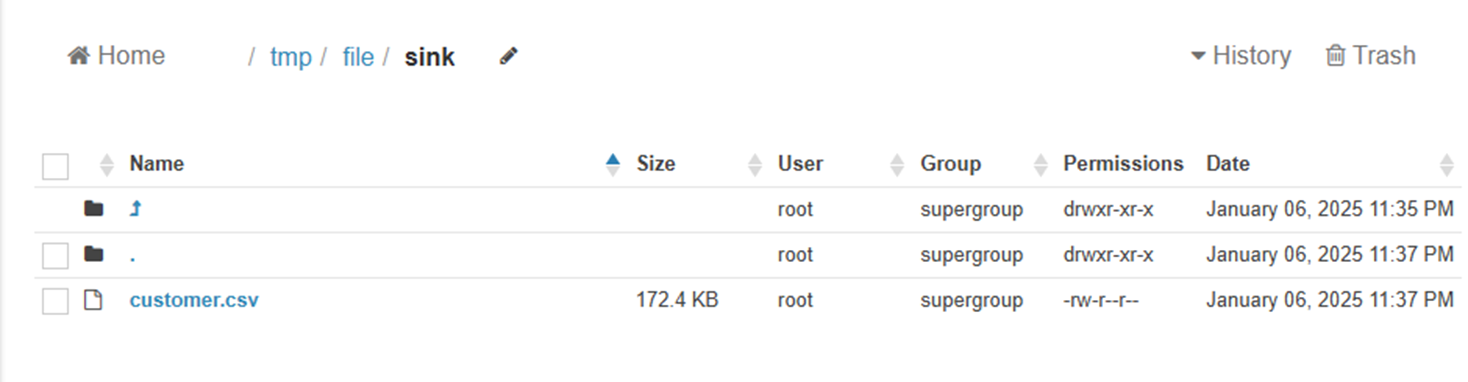 Home / tmp / file / sink History Trash
Name Size User Group Permissions Date
root supergroup drwxr-xr-x January 06, 2025 11:35 PM
. root supergroup drwxr-xr-x January 06, 2025 11:37 PM
customer.csv 172.4 KB root supergroup -rw-r--r-- January 06, 2025 11:37 PM